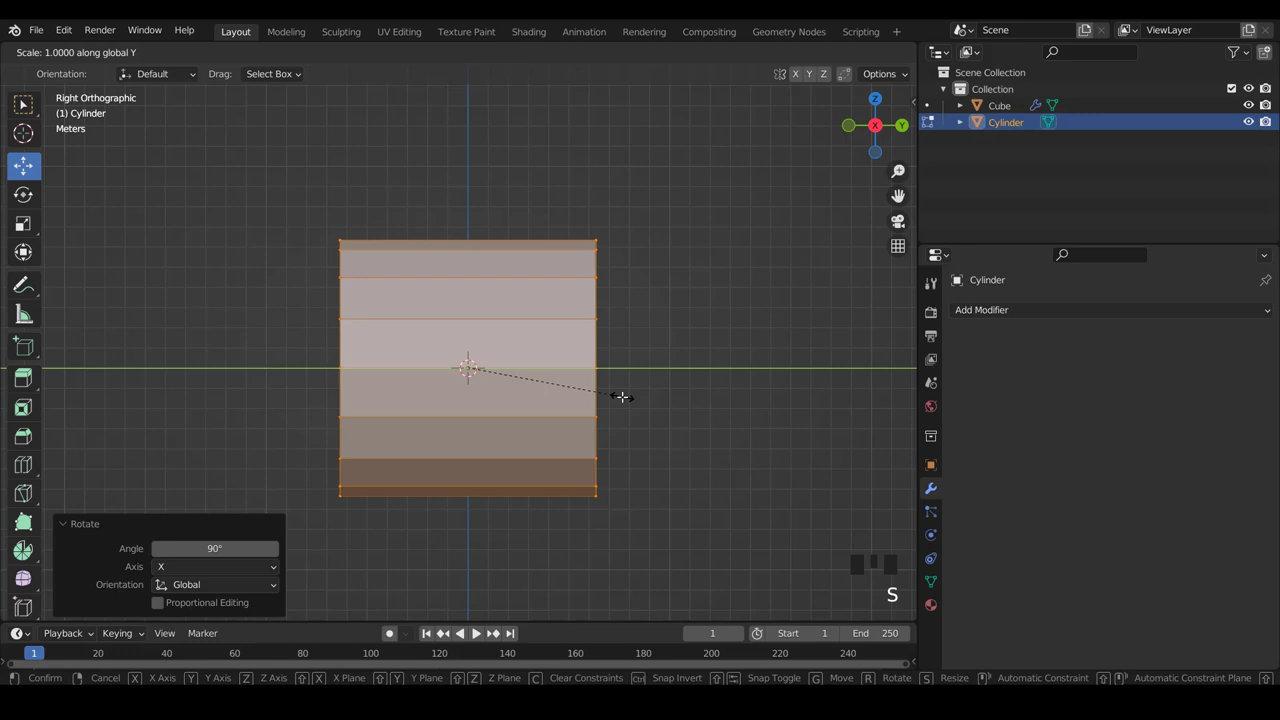 File Edit Render Window Help Layout Modeling Sculpting UV Editing Texture Paint Shading Animation Rendering Compositing Geometry Nodes Scripting + Scene ViewLayer
Scale: 1.0000 along global Y
Orientation: Default Drag: Select Box X Y Z Options
Right Orthographic
(1) Cylinder
Meters
Z
X
Y
Scene Collection
Collection
Cube
Cylinder
Cylinder
Add Modifier
Rotate
Angle 90°
Axis X
Orientation Global
Proportional Editing
S
Playback Keying View Marker 1 Start 1 End 250
1 20 40 60 80 100 120 140 160 180 200 220 240
Confirm Cancel X X Axis Y Y Axis Z Z Axis X X Plane Y Y Plane Z Z Plane C Clear Constraints Ctrl Snap Invert Snap Toggle G Move R Rotate S Resize Automatic Constraint Automatic Constraint Plane